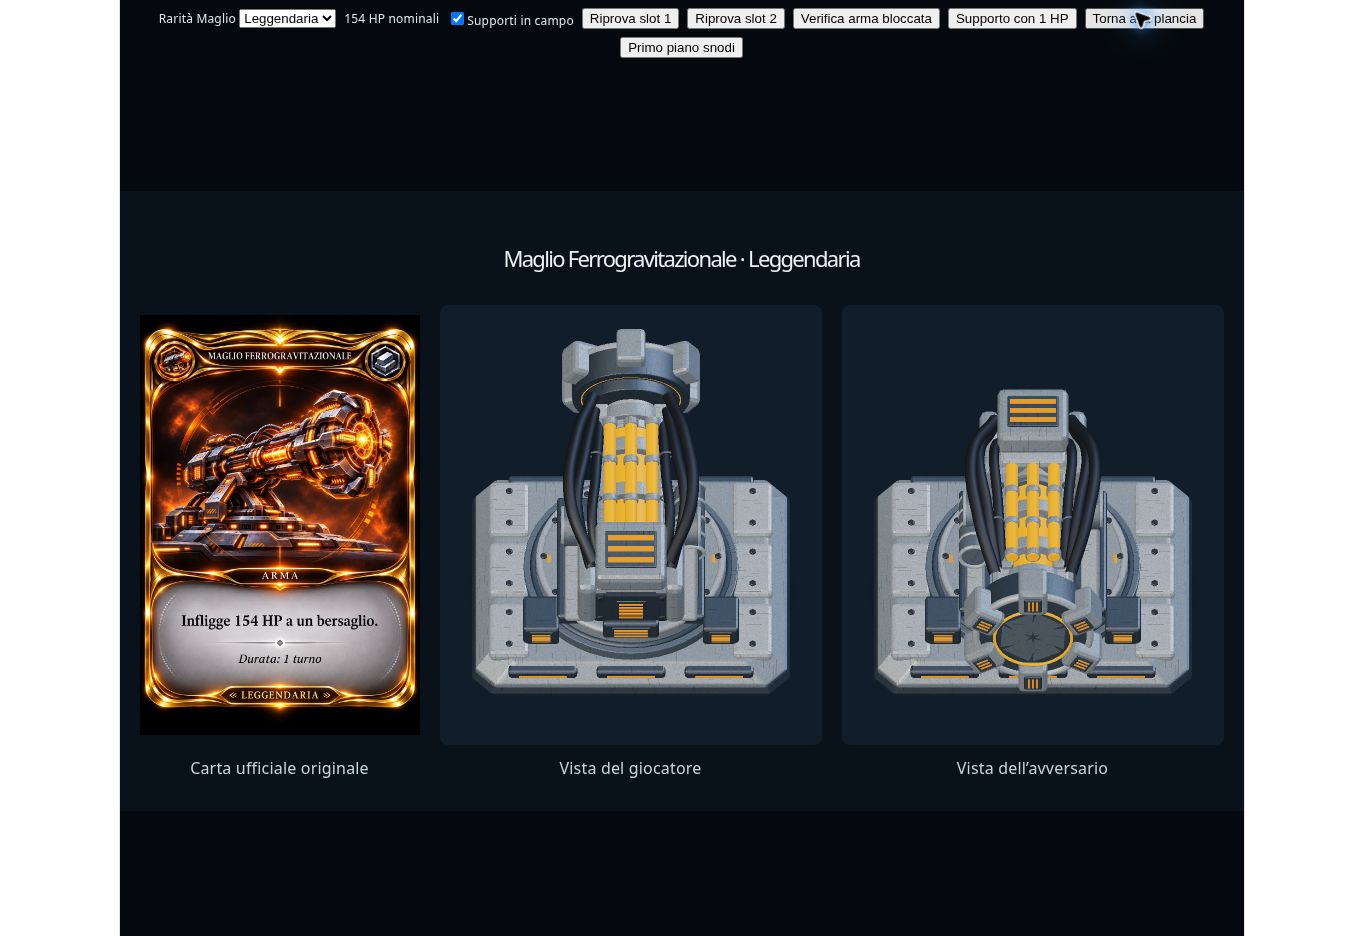 Rarità Maglio Leggendaria 154 HP nominali Supporti in campo Riprova slot 1 Riprova slot 2 Verifica arma bloccata Supporto con 1 HP Torna plancia
Primo piano snodi
Maglio Ferrogravitazionale · Leggendaria
MAGLIO FERROGRAVITAZIONALE
ARMA
Infligge 154 HP a un bersaglio.
Durata: 1 turno
« LEGGENDARIA »
Carta ufficiale originale
Vista del giocatore
Vista dell’avversario